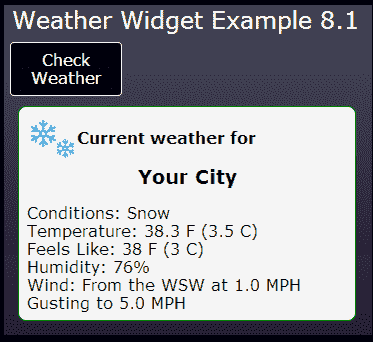 Weather Widget Example 8.1
Check
Weather
Current weather for
Your City
Conditions: Snow
Temperature: 38.3 F (3.5 C)
Feels Like: 38 F (3 C)
Humidity: 76%
Wind: From the WSW at 1.0 MPH
Gusting to 5.0 MPH